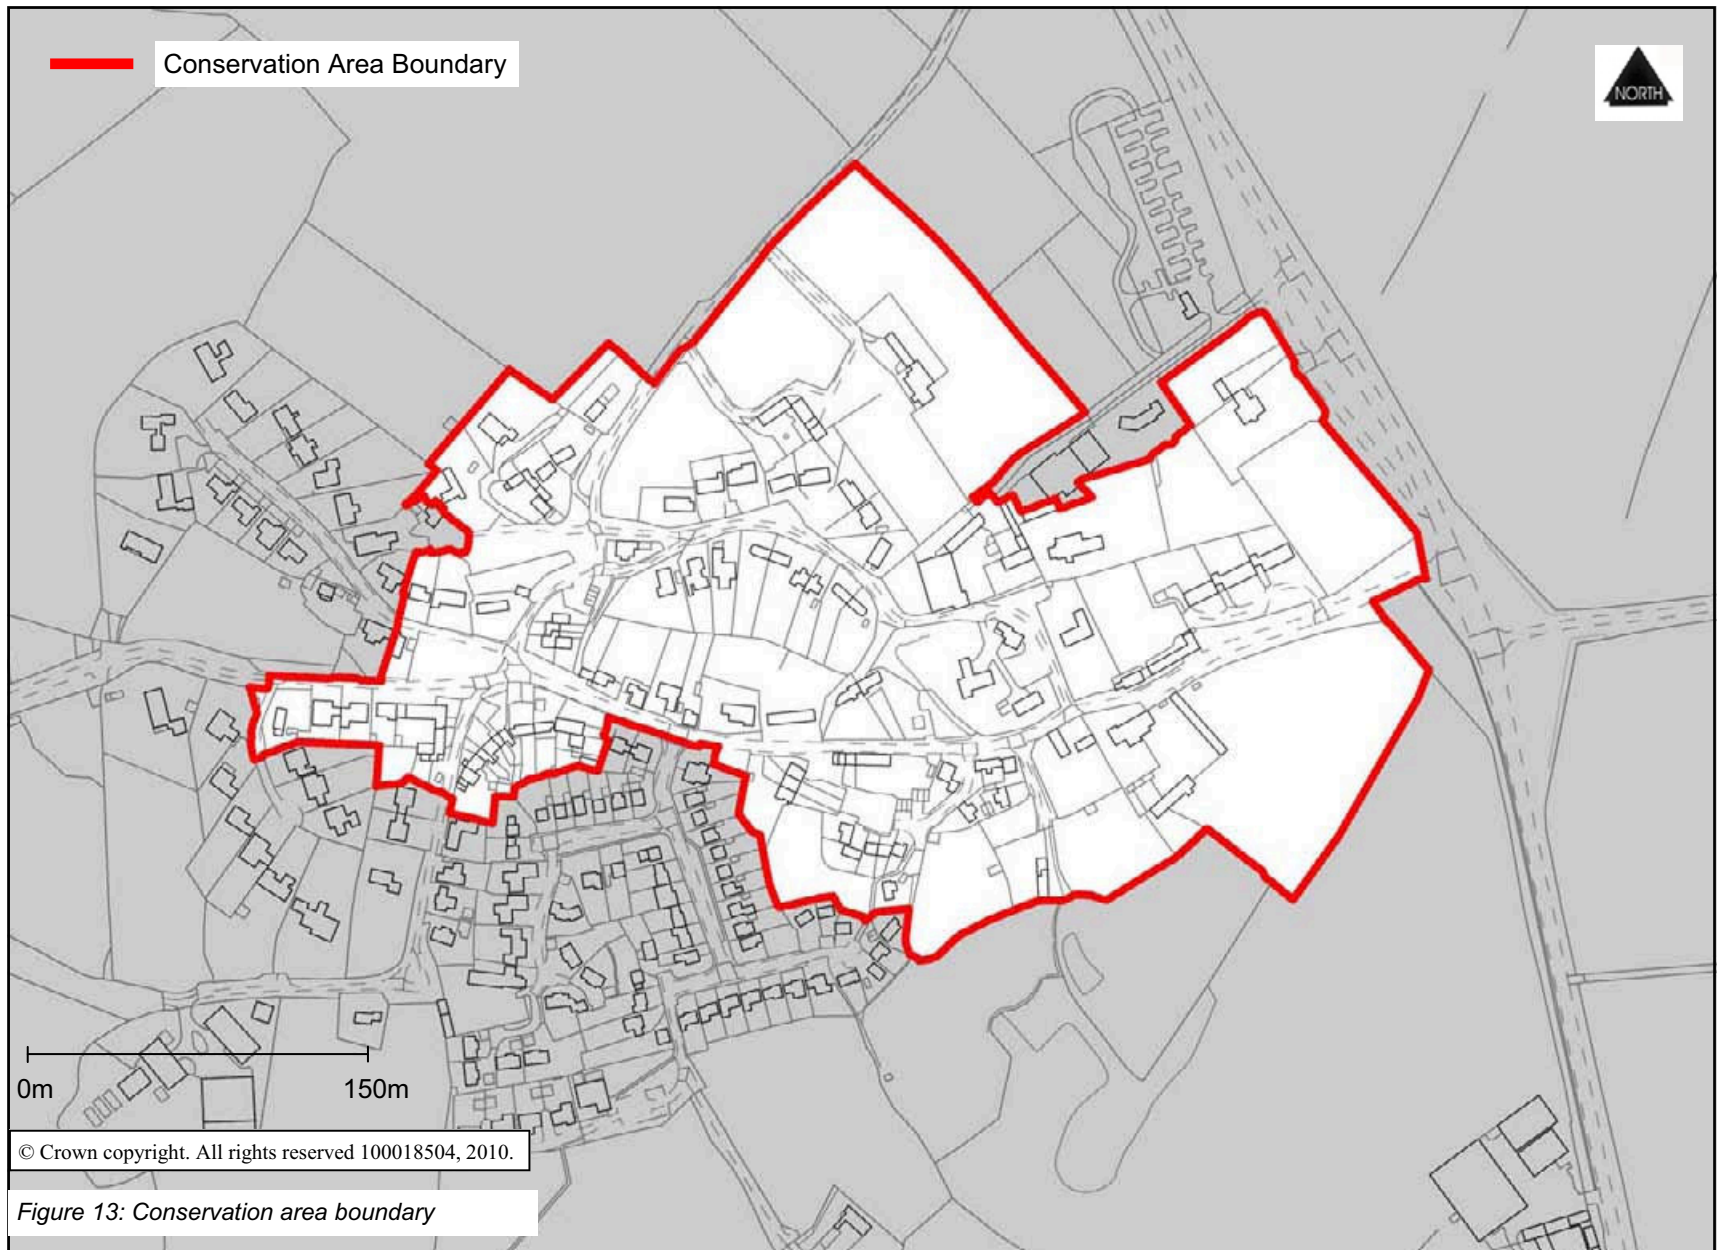 Conservation Area Boundary
NORTH
0m 150m
© Crown copyright. All rights reserved 100018504, 2010.
Figure 13: Conservation area boundary